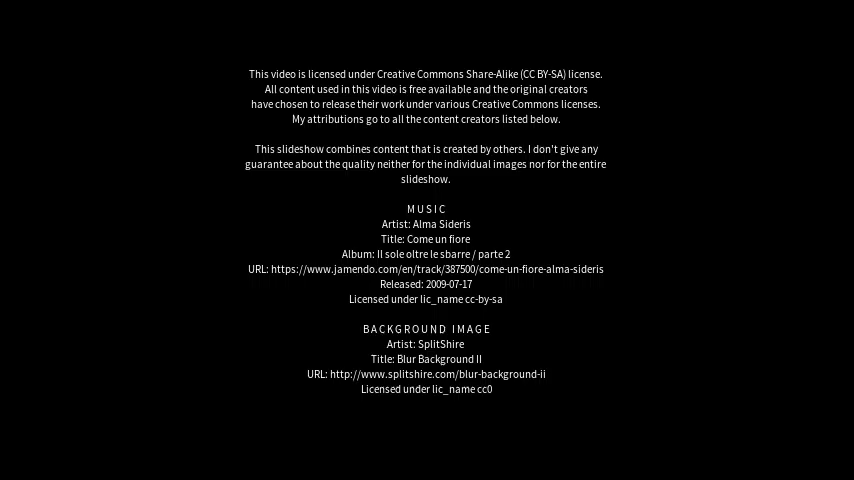 This video is licensed under Creative Commons Share-Alike (CC BY-SA) license.
All content used in this video is free available and the original creators
have chosen to release their work under various Creative Commons licenses.
My attributions go to all the content creators listed below.
This slideshow combines content that is created by others. I don't give any
guarantee about the quality neither for the individual images nor for the entire
slideshow.
MUSIC
Artist: Alma Sideris
Title: Come un fiore
Album: Il sole oltre le sbarre / parte 2
URL: https://www.jamendo.com/en/track/387500/come-un-fiore-alma-sideris
Released: 2009-07-17
Licensed under lic_name cc-by-sa
BACKGROUND IMAGE
Artist: SplitShire
Title: Blur Background II
URL: http://www.splitshire.com/blur-background-ii
Licensed under lic_name cc0